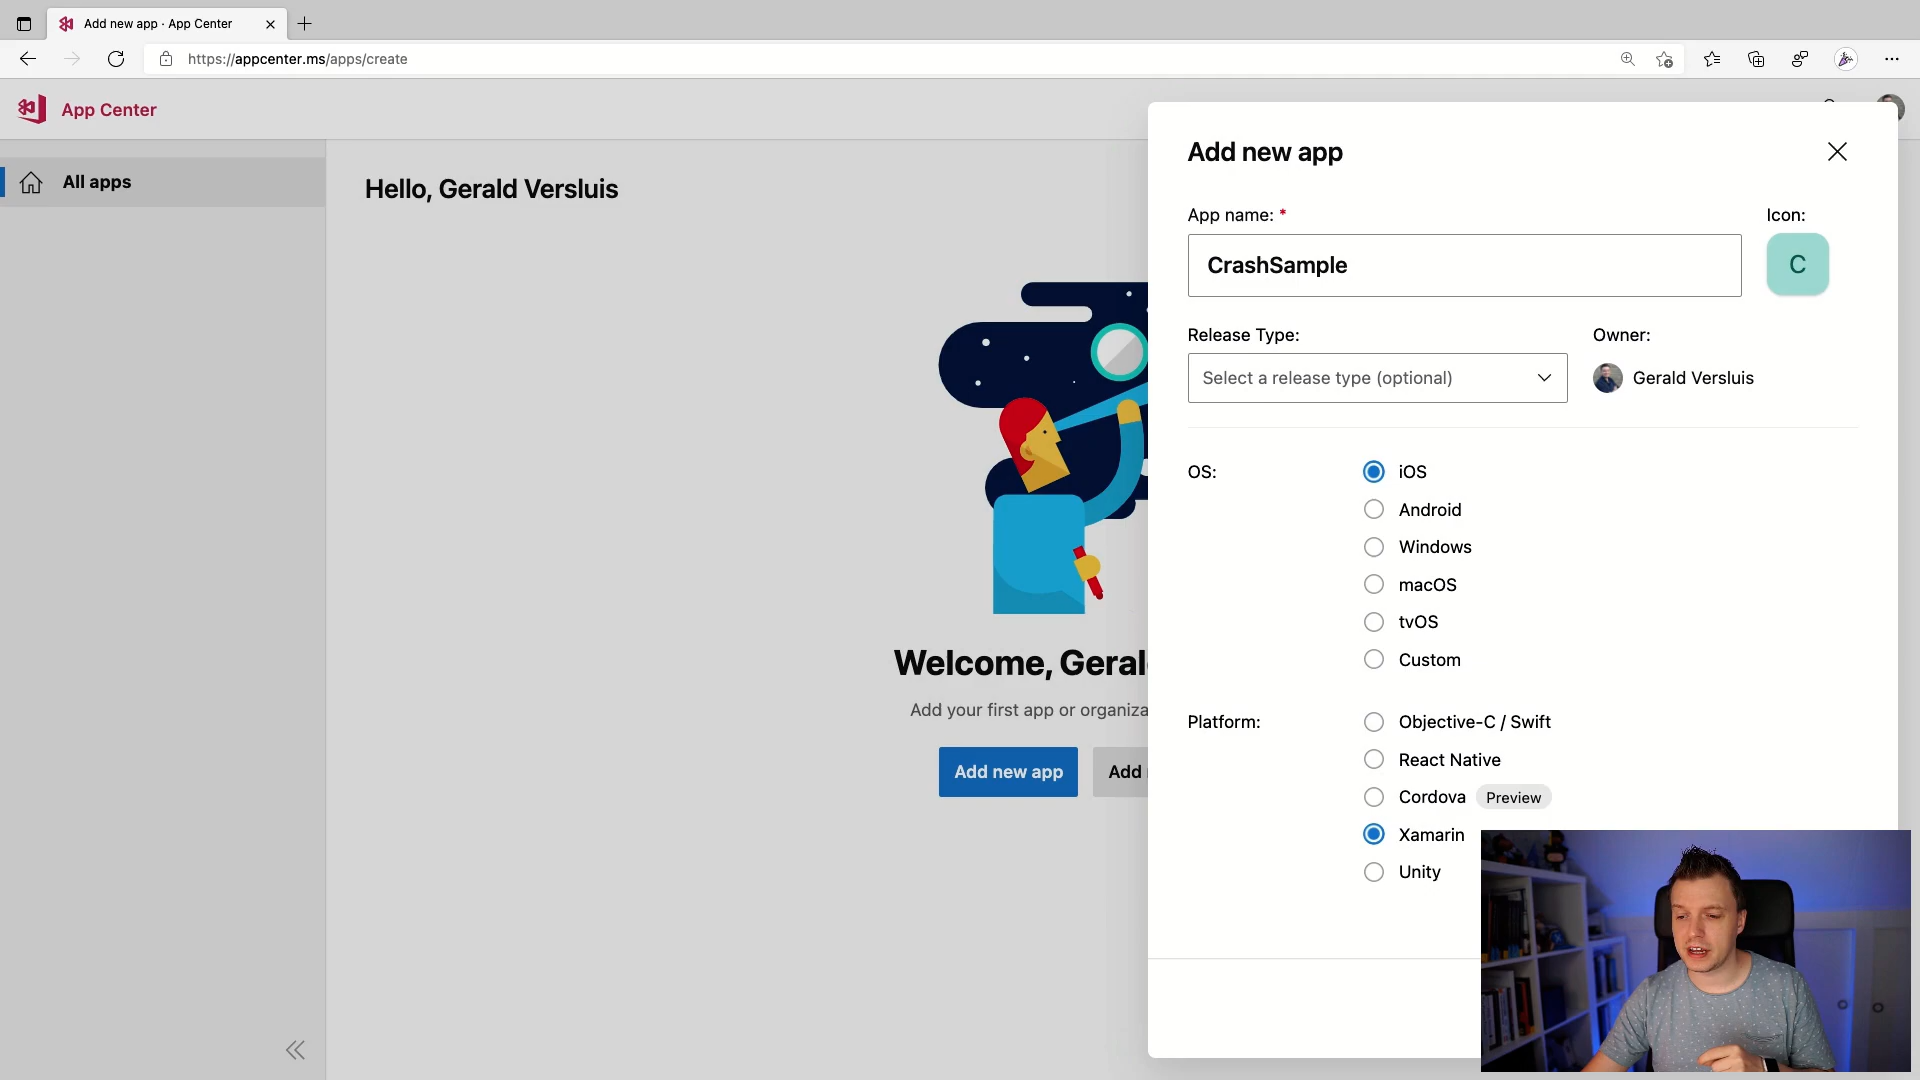 Add new app · App Center
https://appcenter.ms/apps/create
App Center
All apps
Hello, Gerald Versluis
Welcome, Geral
Add your first app or organiza
Add new app
Add
Add new app
App name: *
Icon:
CrashSample
C
Release Type:
Owner:
Select a release type (optional)
Gerald Versluis
OS:
iOS
Android
Windows
macOS
tvOS
Custom
Platform:
Objective-C / Swift
React Native
Cordova
Preview
Xamarin
Unity